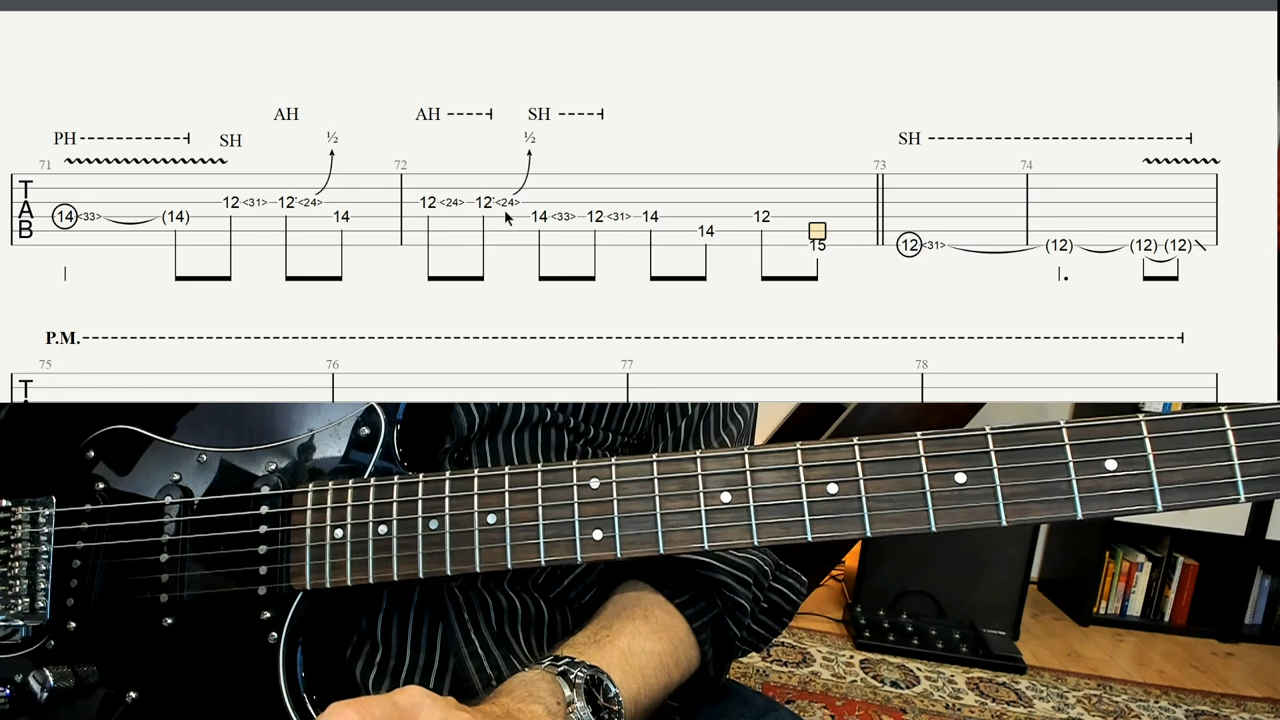 AH AH SH
PH SH ½ ½ SH
71 72 73 74
T
12 <31> 12 <24> 12 <24> 12 <24>
A 14 <33> (14) 14 14 <33> 12 <31> 14 12
B 14
15 12 <31> (12) (12) (12)
P.M.
75 76 77 78
T